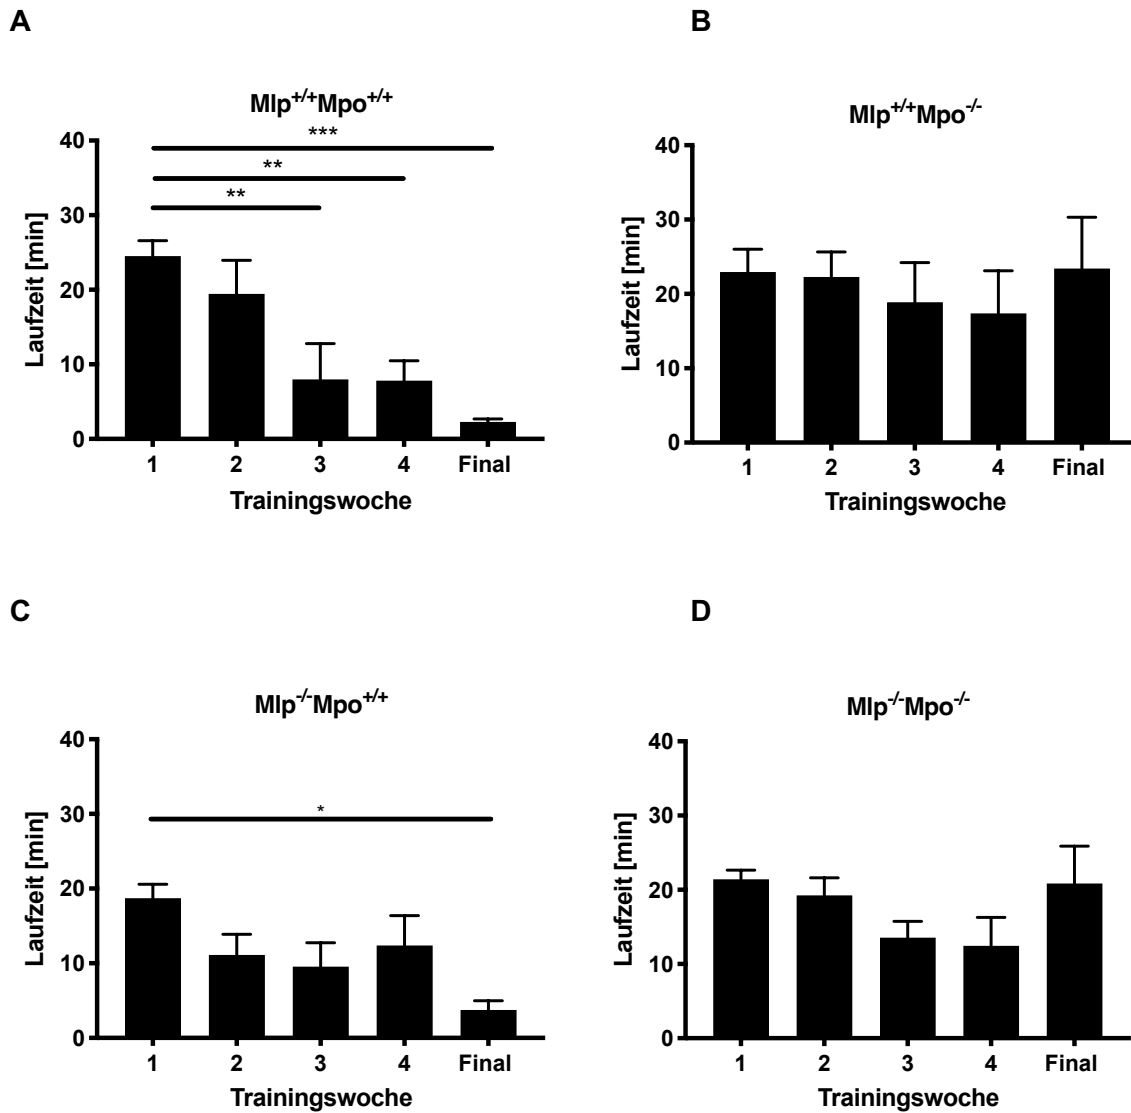 A
Mlp+/+Mpo+/+
***
**
**
40
30
20
10
0
Laufzeit [min]
1 2 3 4 Final
Trainingswoche
B
Mlp+/+Mpo-/-
40
30
20
10
0
Laufzeit [min]
1 2 3 4 Final
Trainingswoche
C
Mlp-/-Mpo+/+
*
40
30
20
10
0
Laufzeit [min]
1 2 3 4 Final
Trainingswoche
D
Mlp-/-Mpo-/-
40
30
20
10
0
Laufzeit [min]
1 2 3 4 Final
Trainingswoche